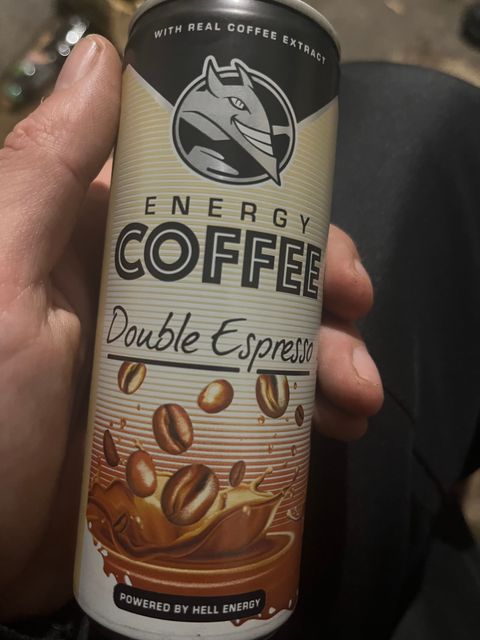 WITH REAL COFFEE EXTRACT
ENERGY
COFFEE
Double Espresso
POWERED BY HELL ENERGY